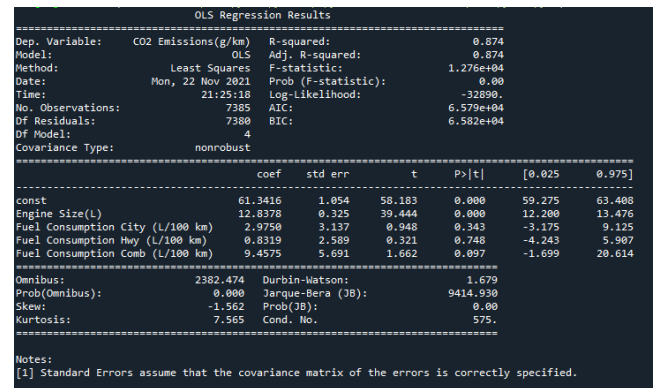 OLS Regression Results
==============================================================================
Dep. Variable: CO2 Emissions(g/km) R-squared: 0.874
Model: OLS Adj. R-squared: 0.874
Method: Least Squares F-statistic: 1.276e+04
Date: Mon, 22 Nov 2021 Prob (F-statistic): 0.00
Time: 21:25:18 Log-Likelihood: -32890.
No. Observations: 7385 AIC: 6.579e+04
Df Residuals: 7380 BIC: 6.582e+04
Df Model: 4
Covariance Type: nonrobust
==============================================================================
coef std err t P>|t| [0.025 0.975]
------------------------------------------------------------------------------
const 61.3416 1.054 58.183 0.000 59.275 63.408
Engine Size(L) 12.8378 0.325 39.444 0.000 12.200 13.476
Fuel Consumption City (L/100 km) 2.9750 3.137 0.948 0.343 -3.175 9.125
Fuel Consumption Hwy (L/100 km) 0.8319 2.589 0.321 0.748 -4.243 5.907
Fuel Consumption Comb (L/100 km) 9.4575 5.691 1.662 0.097 -1.699 20.614
==============================================================================
Omnibus: 2382.474 Durbin-Watson: 1.679
Prob(Omnibus): 0.000 Jarque-Bera (JB): 9414.930
Skew: -1.562 Prob(JB): 0.00
Kurtosis: 7.565 Cond. No. 575.
==============================================================================
Notes:
[1] Standard Errors assume that the covariance matrix of the errors is correctly specified.